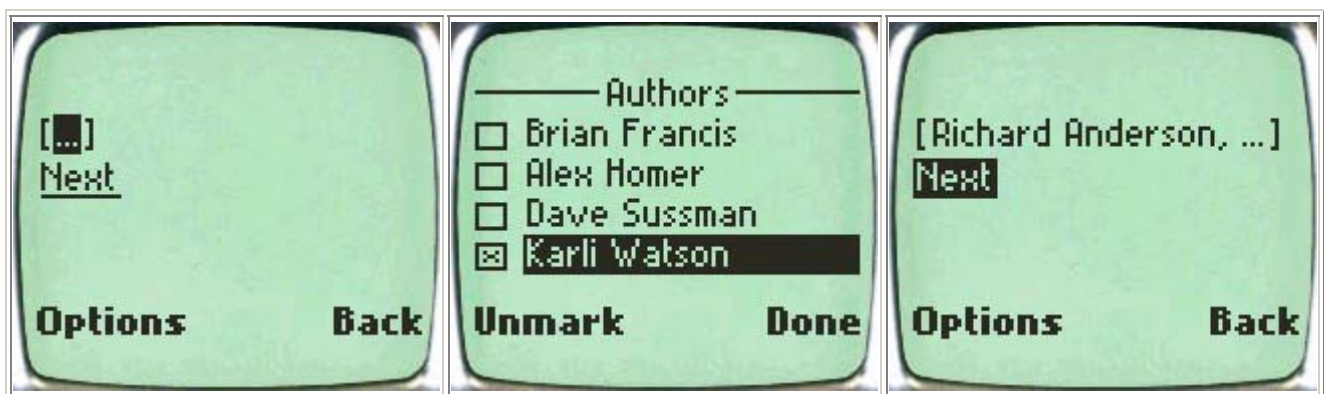 [...]
Next
Options Back
Authors
Brian Francis
Alex Homer
Dave Sussman
Karli Watson
Unmark Done
[Richard Anderson, ...]
Next
Options Back